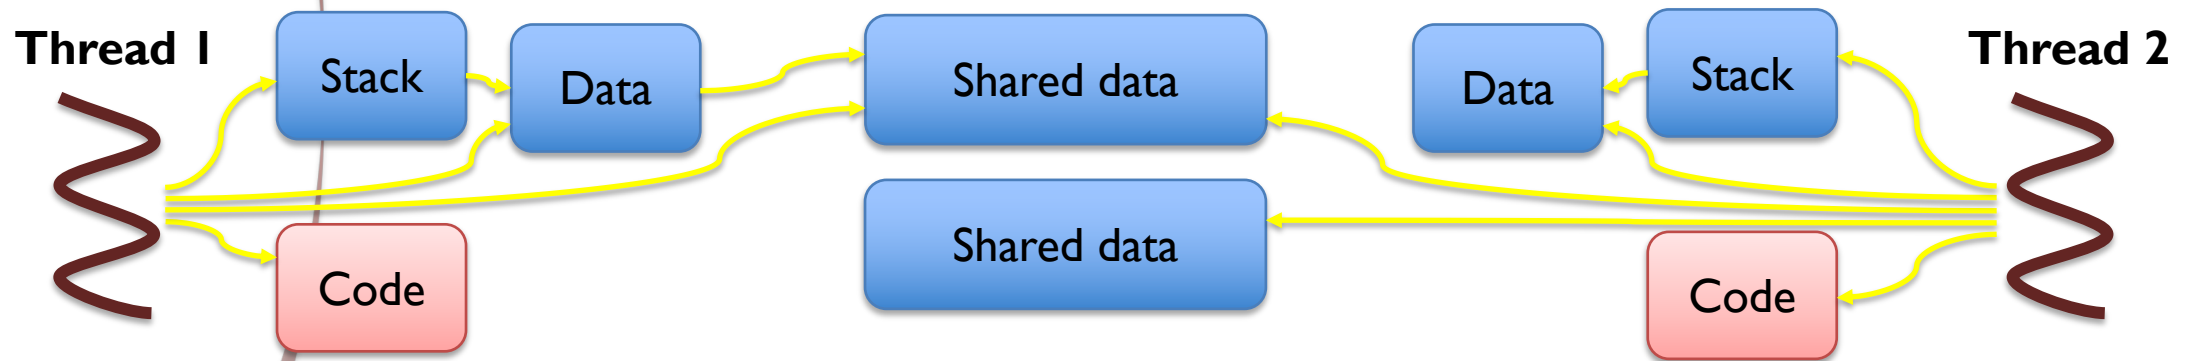 Thread 1
Stack
Data
Shared data
Data
Stack
Thread 2
Shared data
Code
Code